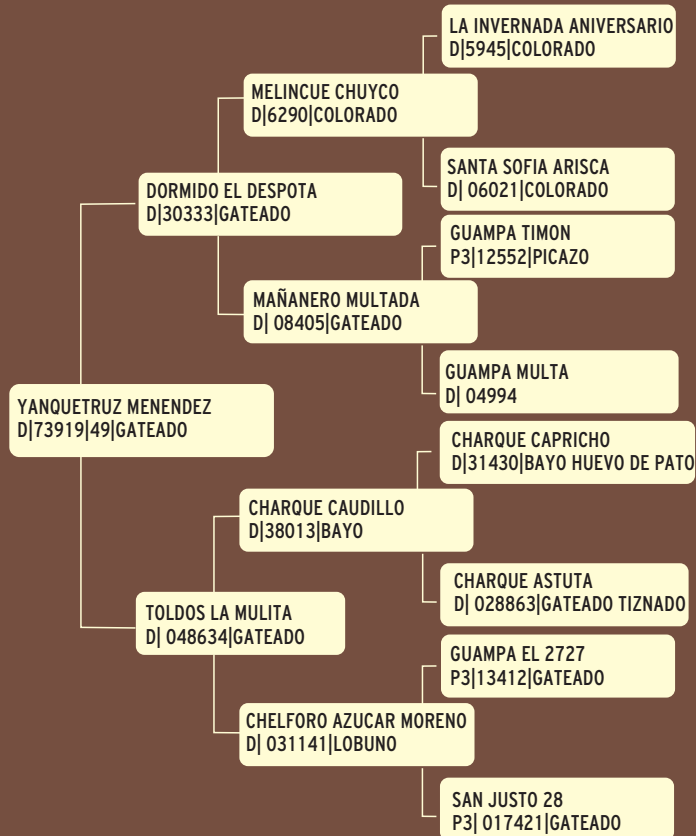 LA INVERNADA ANIVERSARIO
D|5945|COLORADO
MELINCUE CHUYCO
D|6290|COLORADO
SANTA SOFIA ARISCA
D| 06021|COLORADO
DORMIDO EL DESPOTA
D|30333|GATEADO
GUAMPA TIMON
P3|12552|PICAZO
MAÑANERO MULTADA
D| 08405|GATEADO
GUAMPA MULTA
D| 04994
YANQUETRUZ MENENDEZ
D|73919|49|GATEADO
CHARQUE CAPRICHO
D|31430|BAYO HUEVO DE PATO
CHARQUE CAUDILLO
D|38013|BAYO
CHARQUE ASTUTA
D| 028863|GATEADO TIZNADO
TOLDOS LA MULITA
D| 048634|GATEADO
GUAMPA EL 2727
P3|13412|GATEADO
CHELFORO AZUCAR MORENO
D| 031141|LOBUNO
SAN JUSTO 28
P3| 017421|GATEADO